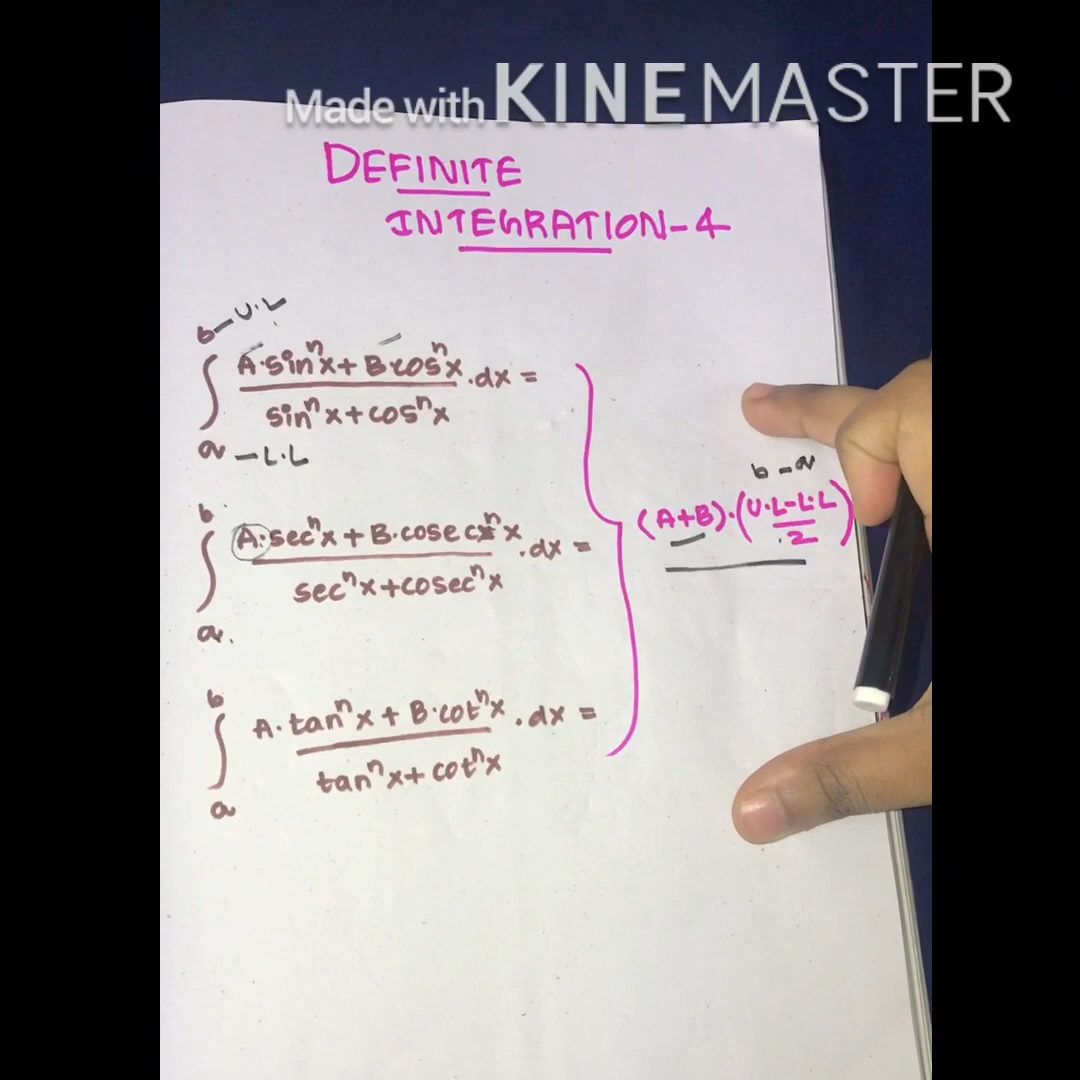 Made with KINEMASTER
DEFINITE
INTEGRATION-4
b-U.L
∫ A·sinⁿx + B·cosⁿx .dx =
sinⁿx + cosⁿx
a - L.L
b
∫ A·secⁿx + B·cosecⁿx .dx =
secⁿx + cosecⁿx
a.
b - a
(A+B)·(U.L-L.L)
2
b
∫ A·tanⁿx + B·cotⁿx .dx =
tanⁿx + cotⁿx
a